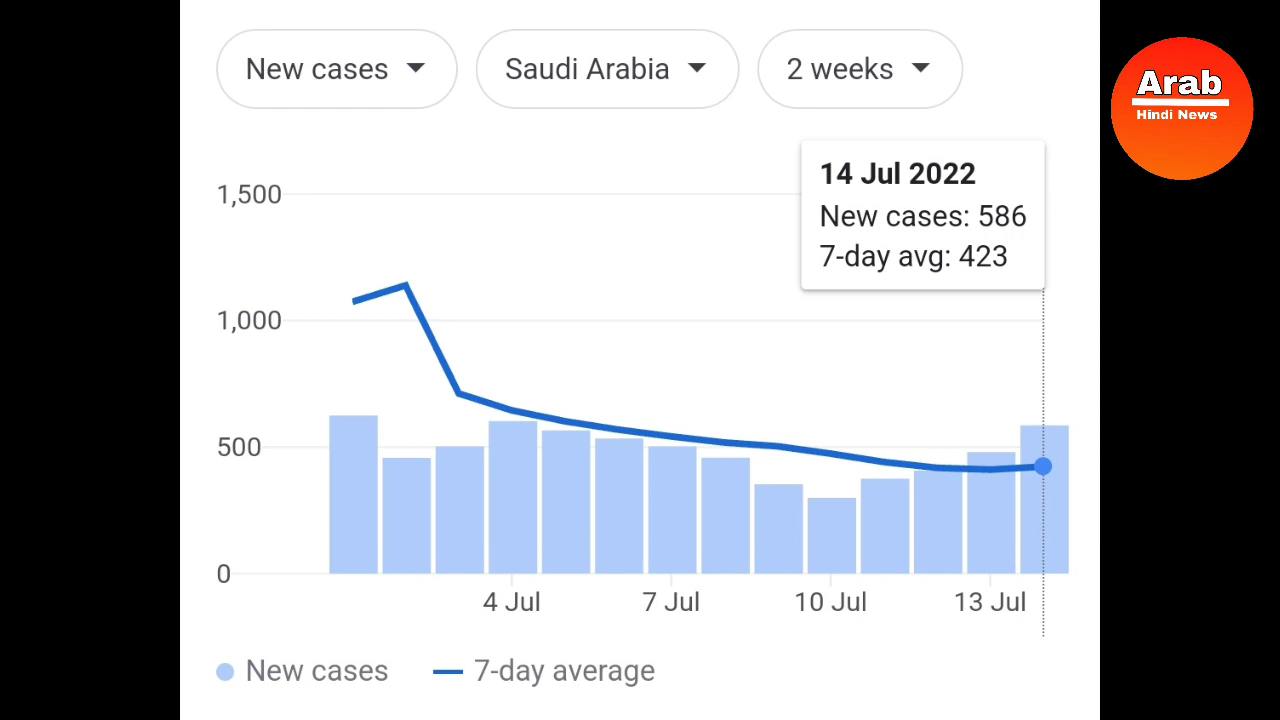 New cases
Saudi Arabia
2 weeks
Arab
Hindi News
14 Jul 2022
New cases: 586
7-day avg: 423
1,500
1,000
500
0
4 Jul
7 Jul
10 Jul
13 Jul
New cases
7-day average